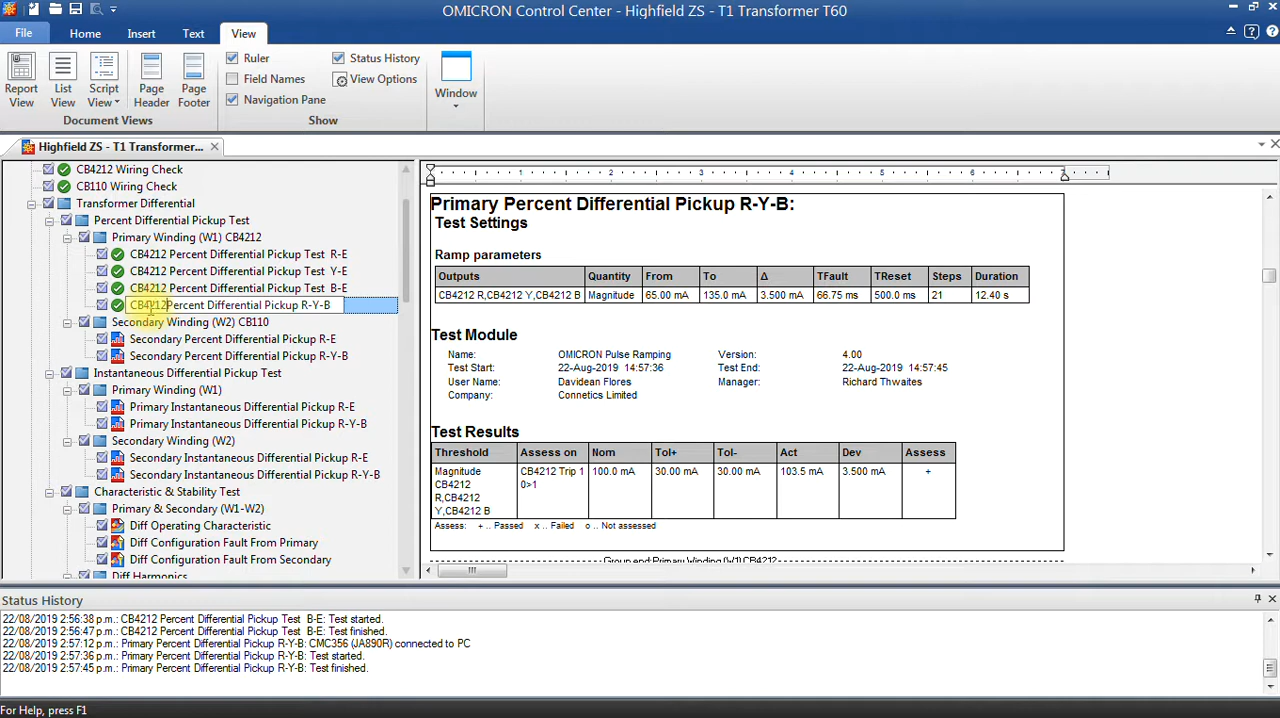 OMICRON Control Center - Highfield ZS - T1 Transformer T60
File Home Insert Text View
Report View
List View
Script View
Page Header
Page Footer
Document Views
Ruler
Field Names
Navigation Pane
Status History
View Options
Show
Window
Highfield ZS - T1 Transformer...
CB4212 Wiring Check
CB110 Wiring Check
Transformer Differential
Percent Differential Pickup Test
Primary Winding (W1) CB4212
CB4212 Percent Differential Pickup Test R-E
CB4212 Percent Differential Pickup Test Y-E
CB4212 Percent Differential Pickup Test B-E
CB4212Percent Differential Pickup R-Y-B
Secondary Winding (W2) CB110
Secondary Percent Differential Pickup R-E
Secondary Percent Differential Pickup R-Y-B
Instantaneous Differential Pickup Test
Primary Winding (W1)
Primary Instantaneous Differential Pickup R-E
Primary Instantaneous Differential Pickup R-Y-B
Secondary Winding (W2)
Secondary Instantaneous Differential Pickup R-E
Secondary Instantaneous Differential Pickup R-Y-B
Characteristic & Stability Test
Primary & Secondary (W1-W2)
Diff Operating Characteristic
Diff Configuration Fault From Primary
Diff Configuration Fault From Secondary
Diff Harmonics
1 2 3 4 5 6
Primary Percent Differential Pickup R-Y-B:
Test Settings
Ramp parameters
Outputs Quantity From To Δ TFault TReset Steps Duration
CB4212 R,CB4212 Y,CB4212 B Magnitude 65.00 mA 135.0 mA 3.500 mA 66.75 ms 500.0 ms 21 12.40 s
Test Module
Name: OMICRON Pulse Ramping Version: 4.00
Test Start: 22-Aug-2019 14:57:36 Test End: 22-Aug-2019 14:57:45
User Name: Davidean Flores Manager: Richard Thwaites
Company: Connetics Limited
Test Results
Threshold Assess on Nom Tol+ Tol- Act Dev Assess
Magnitude CB4212 Trip 1 100.0 mA 30.00 mA 30.00 mA 103.5 mA 3.500 mA +
CB4212 0>1
R,CB4212
Y,CB4212 B
Assess: + .. Passed x .. Failed o .. Not assessed
Group end:Primary Winding (W1)CB4212
Status History
22/08/2019 2:56:38 p.m.: CB4212 Percent Differential Pickup Test B-E: Test started.
22/08/2019 2:56:47 p.m.: CB4212 Percent Differential Pickup Test B-E: Test finished.
22/08/2019 2:57:12 p.m.: Primary Percent Differential Pickup R-Y-B: CMC356 (JA890R) connected to PC
22/08/2019 2:57:36 p.m.: Primary Percent Differential Pickup R-Y-B: Test started.
22/08/2019 2:57:45 p.m.: Primary Percent Differential Pickup R-Y-B: Test finished.
For Help, press F1